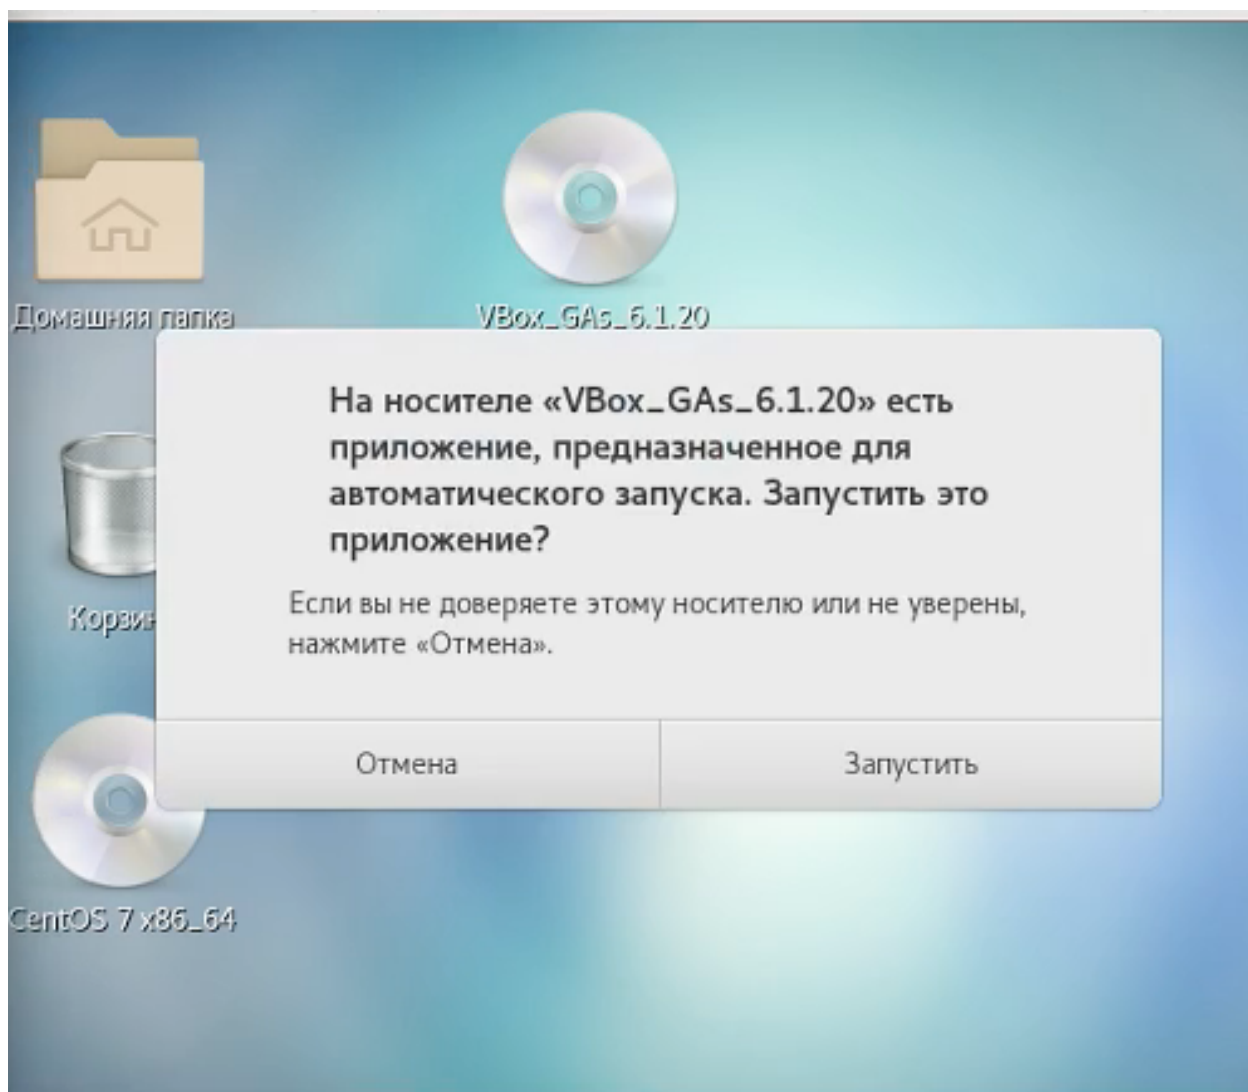 Домашняя папка
VBox_GAs_6.1.20
На носителе «VBox_GAs_6.1.20» есть
приложение, предназначенное для
автоматического запуска. Запустить это
приложение?
Если вы не доверяете этому носителю или не уверены,
нажмите «Отмена».
Корзин
Отмена
Запустить
CentOS 7 x86_64